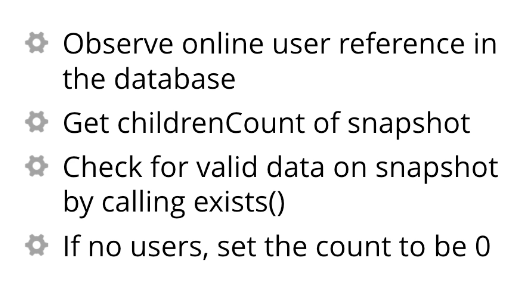 Observe online user reference in
the database
Get childrenCount of snapshot
Check for valid data on snapshot
by calling exists()
If no users, set the count to be 0